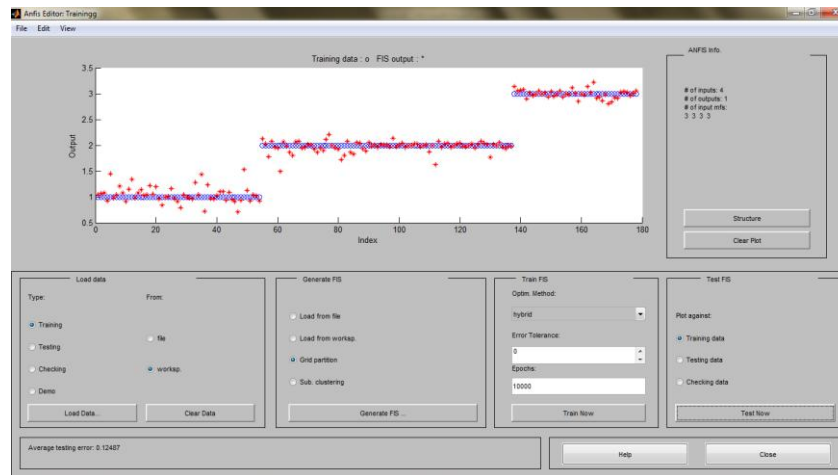 Anfis Editor: Trainingg
File Edit View
Training data : o FIS output : *
3.5
3
2.5
2
1.5
1
0.5
Output
0 20 40 60 80 100 120 140 160 180
Index
ANFIS Info.
# of inputs: 4
# of outputs: 1
# of input mfs:
3 3 3 3
Structure
Clear Plot
Load data
Type: From:
Training
file
Testing
Checking
worksp.
Demo
Load Data... Clear Data
Generate FIS
Load from file
Load from worksp.
Grid partition
Sub. clustering
Generate FIS ...
Train FIS
Optim. Method:
hybrid
Error Tolerance:
0
Epochs:
10000
Train Now
Test FIS
Plot against:
Training data
Testing data
Checking data
Test Now
Average testing error: 0.12487
Help
Close